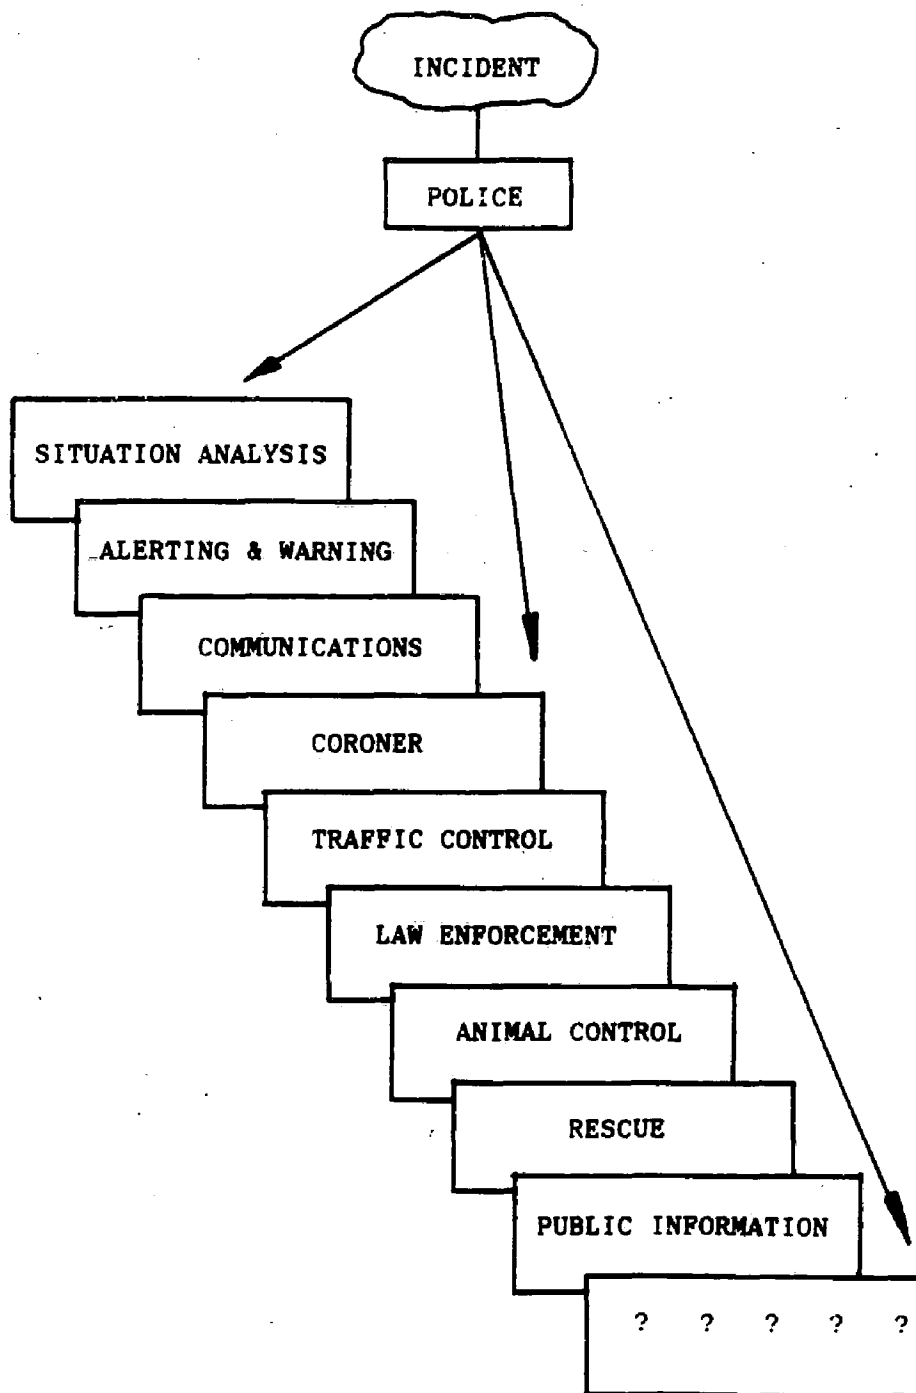 INCIDENT
POLICE
SITUATION ANALYSIS
ALERTING & WARNING
COMMUNICATIONS
CORONER
TRAFFIC CONTROL
LAW ENFORCEMENT
ANIMAL CONTROL
RESCUE
PUBLIC INFORMATION
? ? ? ? ?